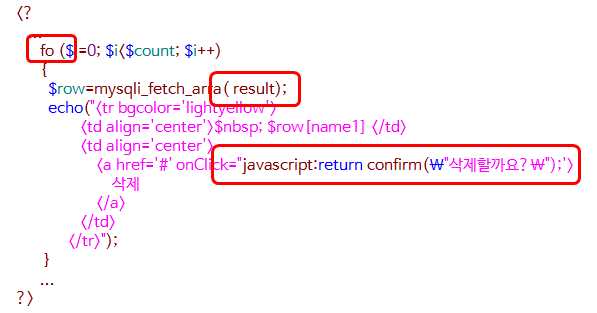 <?
...
fo ($ =0; $i<$count; $i++)
{
$row=mysqli_fetch_arra( result);
echo("<tr bgcolor='lightyellow'>
<td align='center'>$nbsp; $row[name1] </td>
<td align='center'>
<a href='#' onClick="javascript:return confirm(₩"삭제할까요?₩");'>
삭제
</a>
</td>
</tr>");
}
...
?>